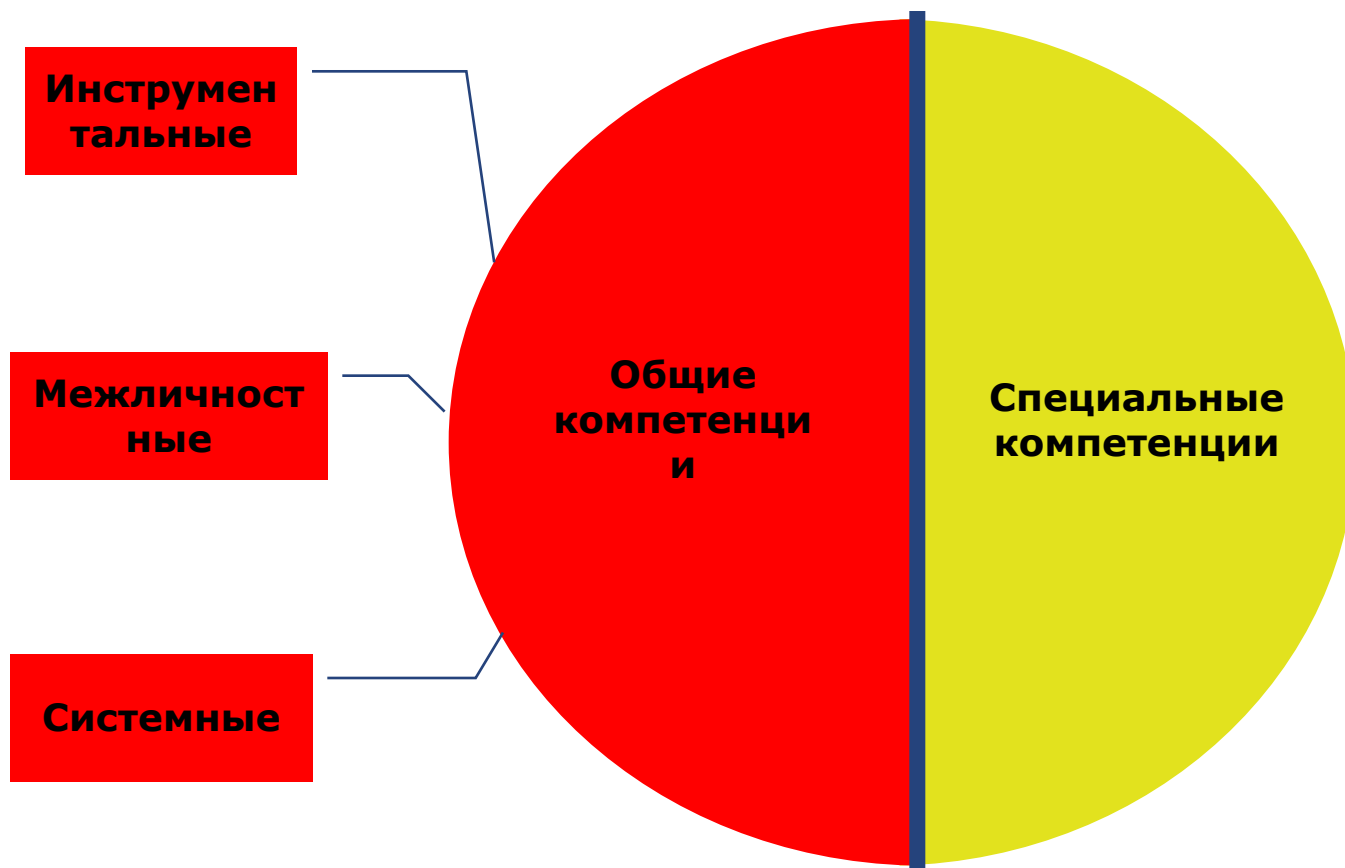 Инструмен
тальные
Межличност
ные
Системные
Общие
компетенци
и
Специальные
компетенции